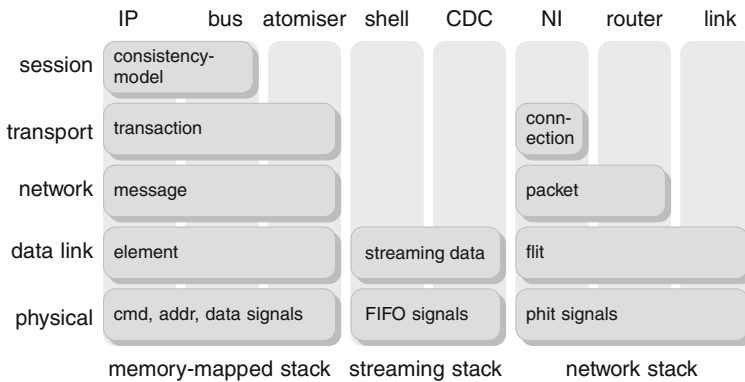 IP bus atomiser shell CDC NI router link
session consistency-
model
transport transaction conn-
ection
network message packet
data link element streaming data flit
physical cmd, addr, data signals FIFO signals phit signals
memory-mapped stack streaming stack network stack